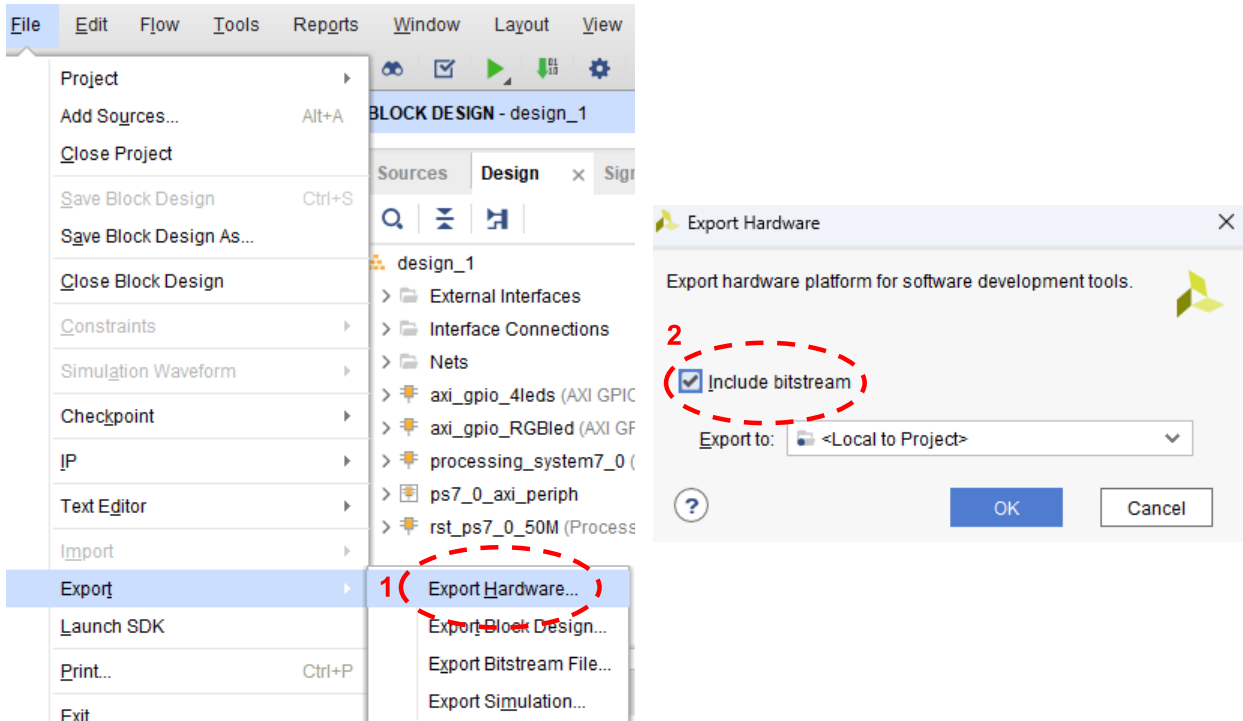 File Edit Flow Tools Reports Window Layout View
Project
Add Sources... Alt+A
Close Project
Save Block Design Ctrl+S
Save Block Design As...
Close Block Design
Constraints
Simulation Waveform
Checkpoint
IP
Text Editor
Import
Export
Launch SDK
Print... Ctrl+P
Exit
BLOCK DESIGN - design_1
Sources Design Sign
design_1
External Interfaces
Interface Connections
Nets
axi_gpio_4leds (AXI GPIO
axi_gpio_RGBled (AXI GP
processing_system7_0 (
ps7_0_axi_periph
rst_ps7_0_50M (Process
1 Export Hardware...
Export Block Design...
Export Bitstream File...
Export Simulation...
Export Hardware
Export hardware platform for software development tools.
2
Include bitstream
Export to: <Local to Project>
? OK Cancel